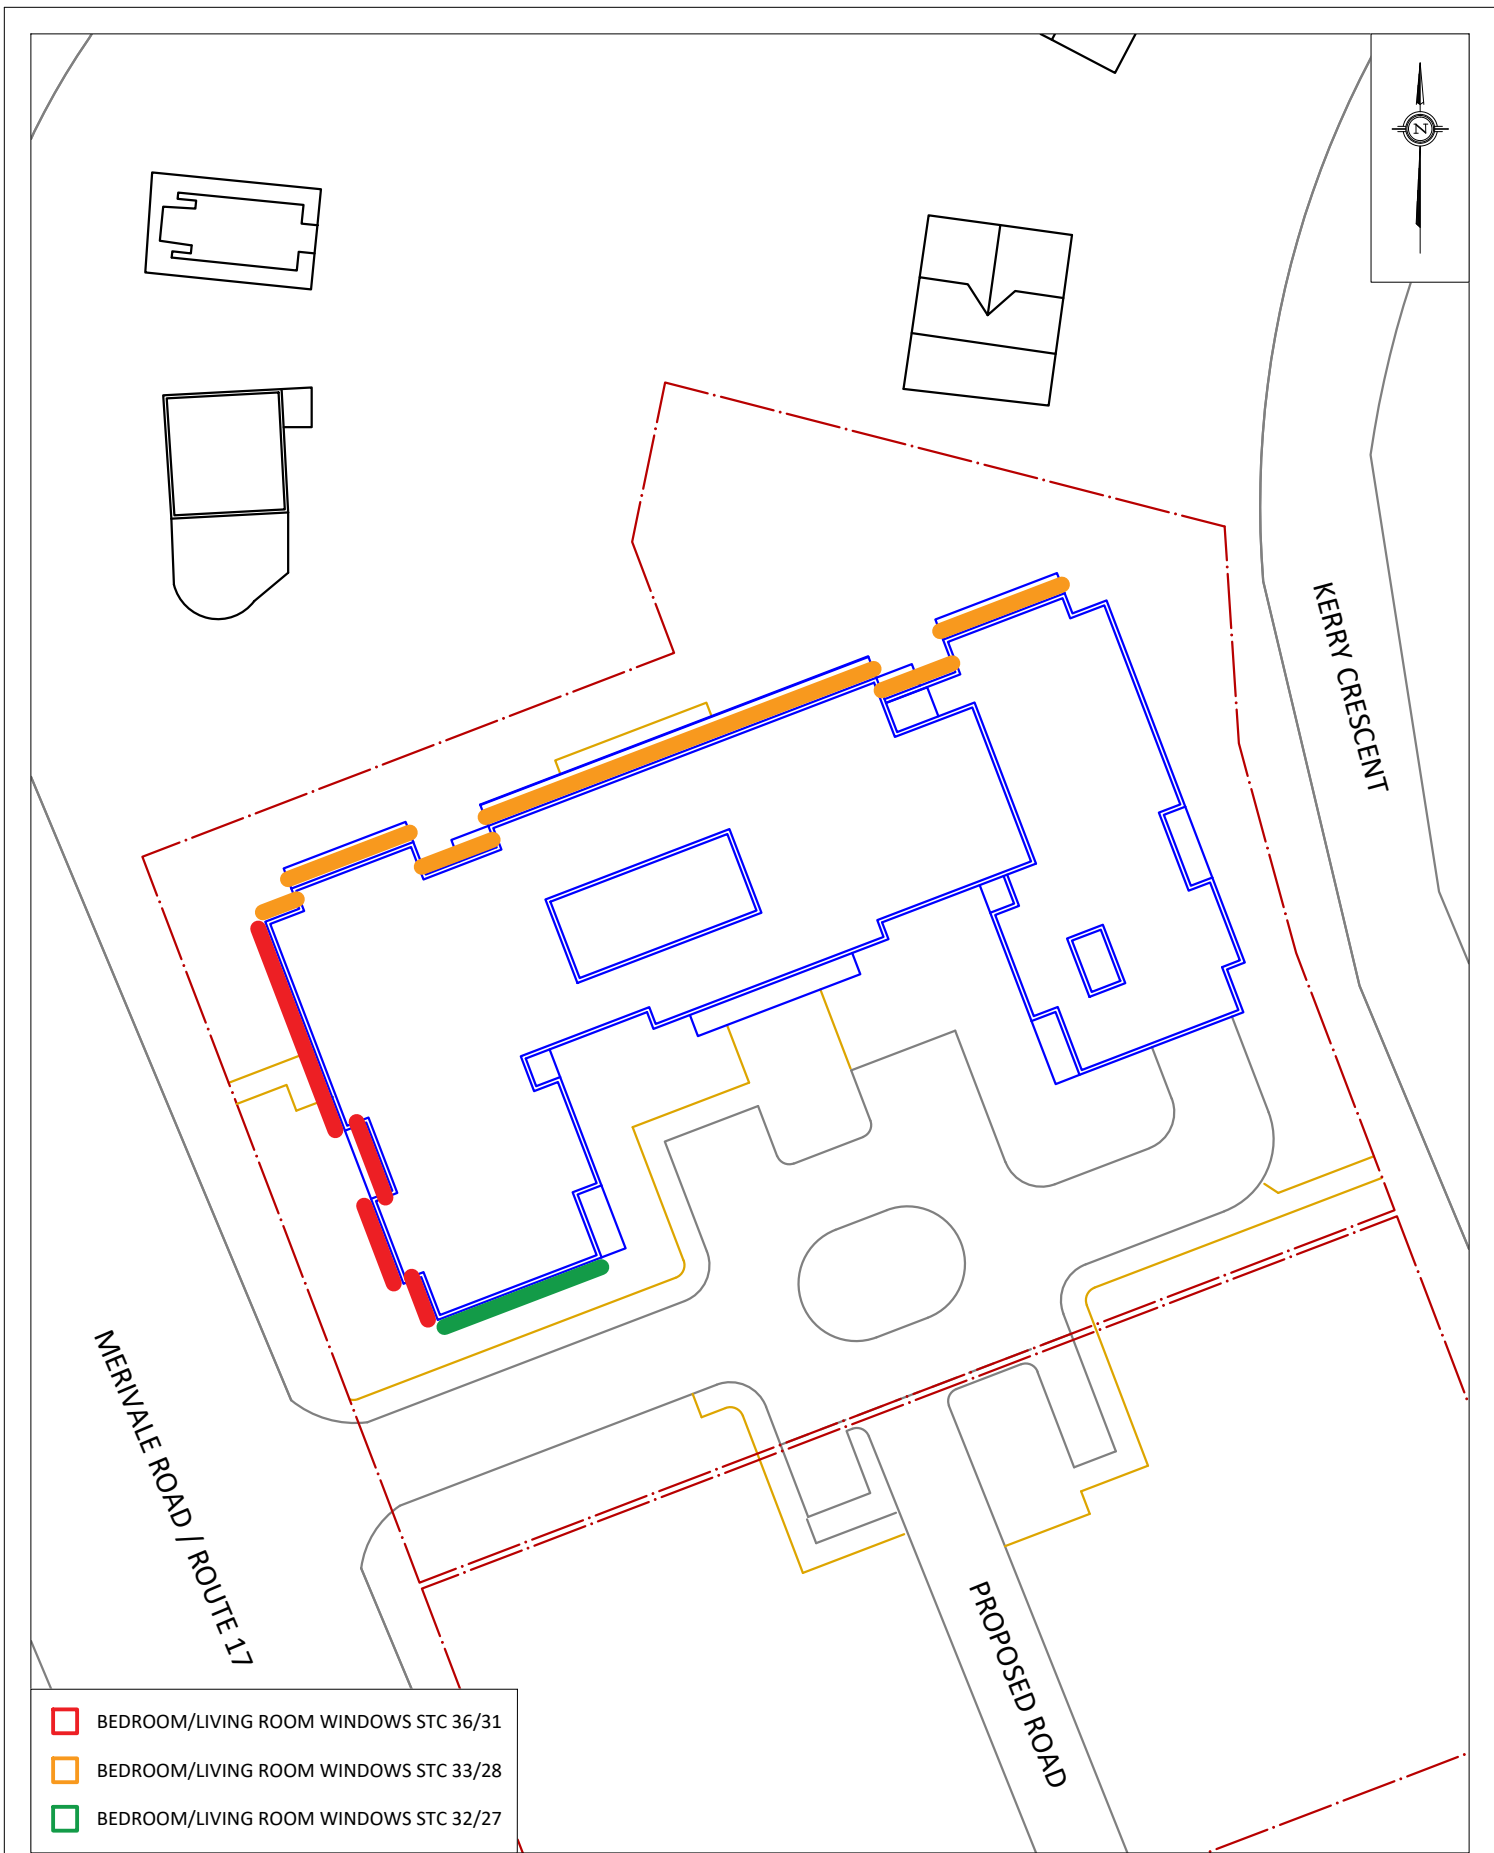 N
KERRY CRESCENT
MERIVALE ROAD / ROUTE 17
PROPOSED ROAD
BEDROOM/LIVING ROOM WINDOWS STC 36/31
BEDROOM/LIVING ROOM WINDOWS STC 33/28
BEDROOM/LIVING ROOM WINDOWS STC 32/27